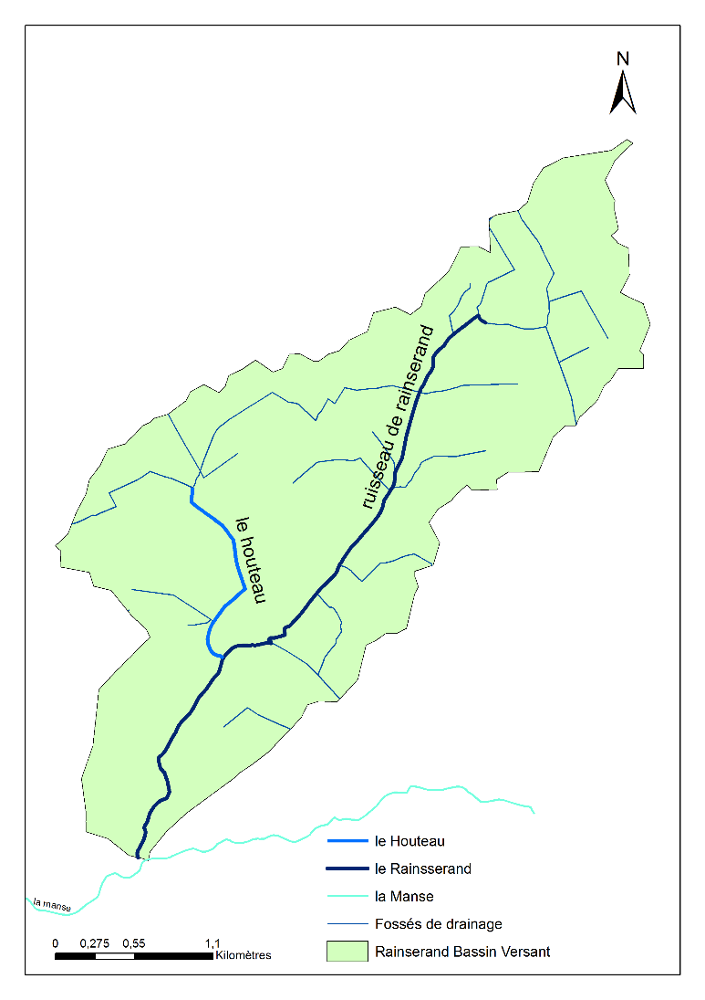 N
ruisseau de rainserand
le houteau
la manse
le Houteau
le Rainsserand
la Manse
Fossés de drainage
Rainserand Bassin Versant
0 0,275 0,55 1,1
Kilomètres